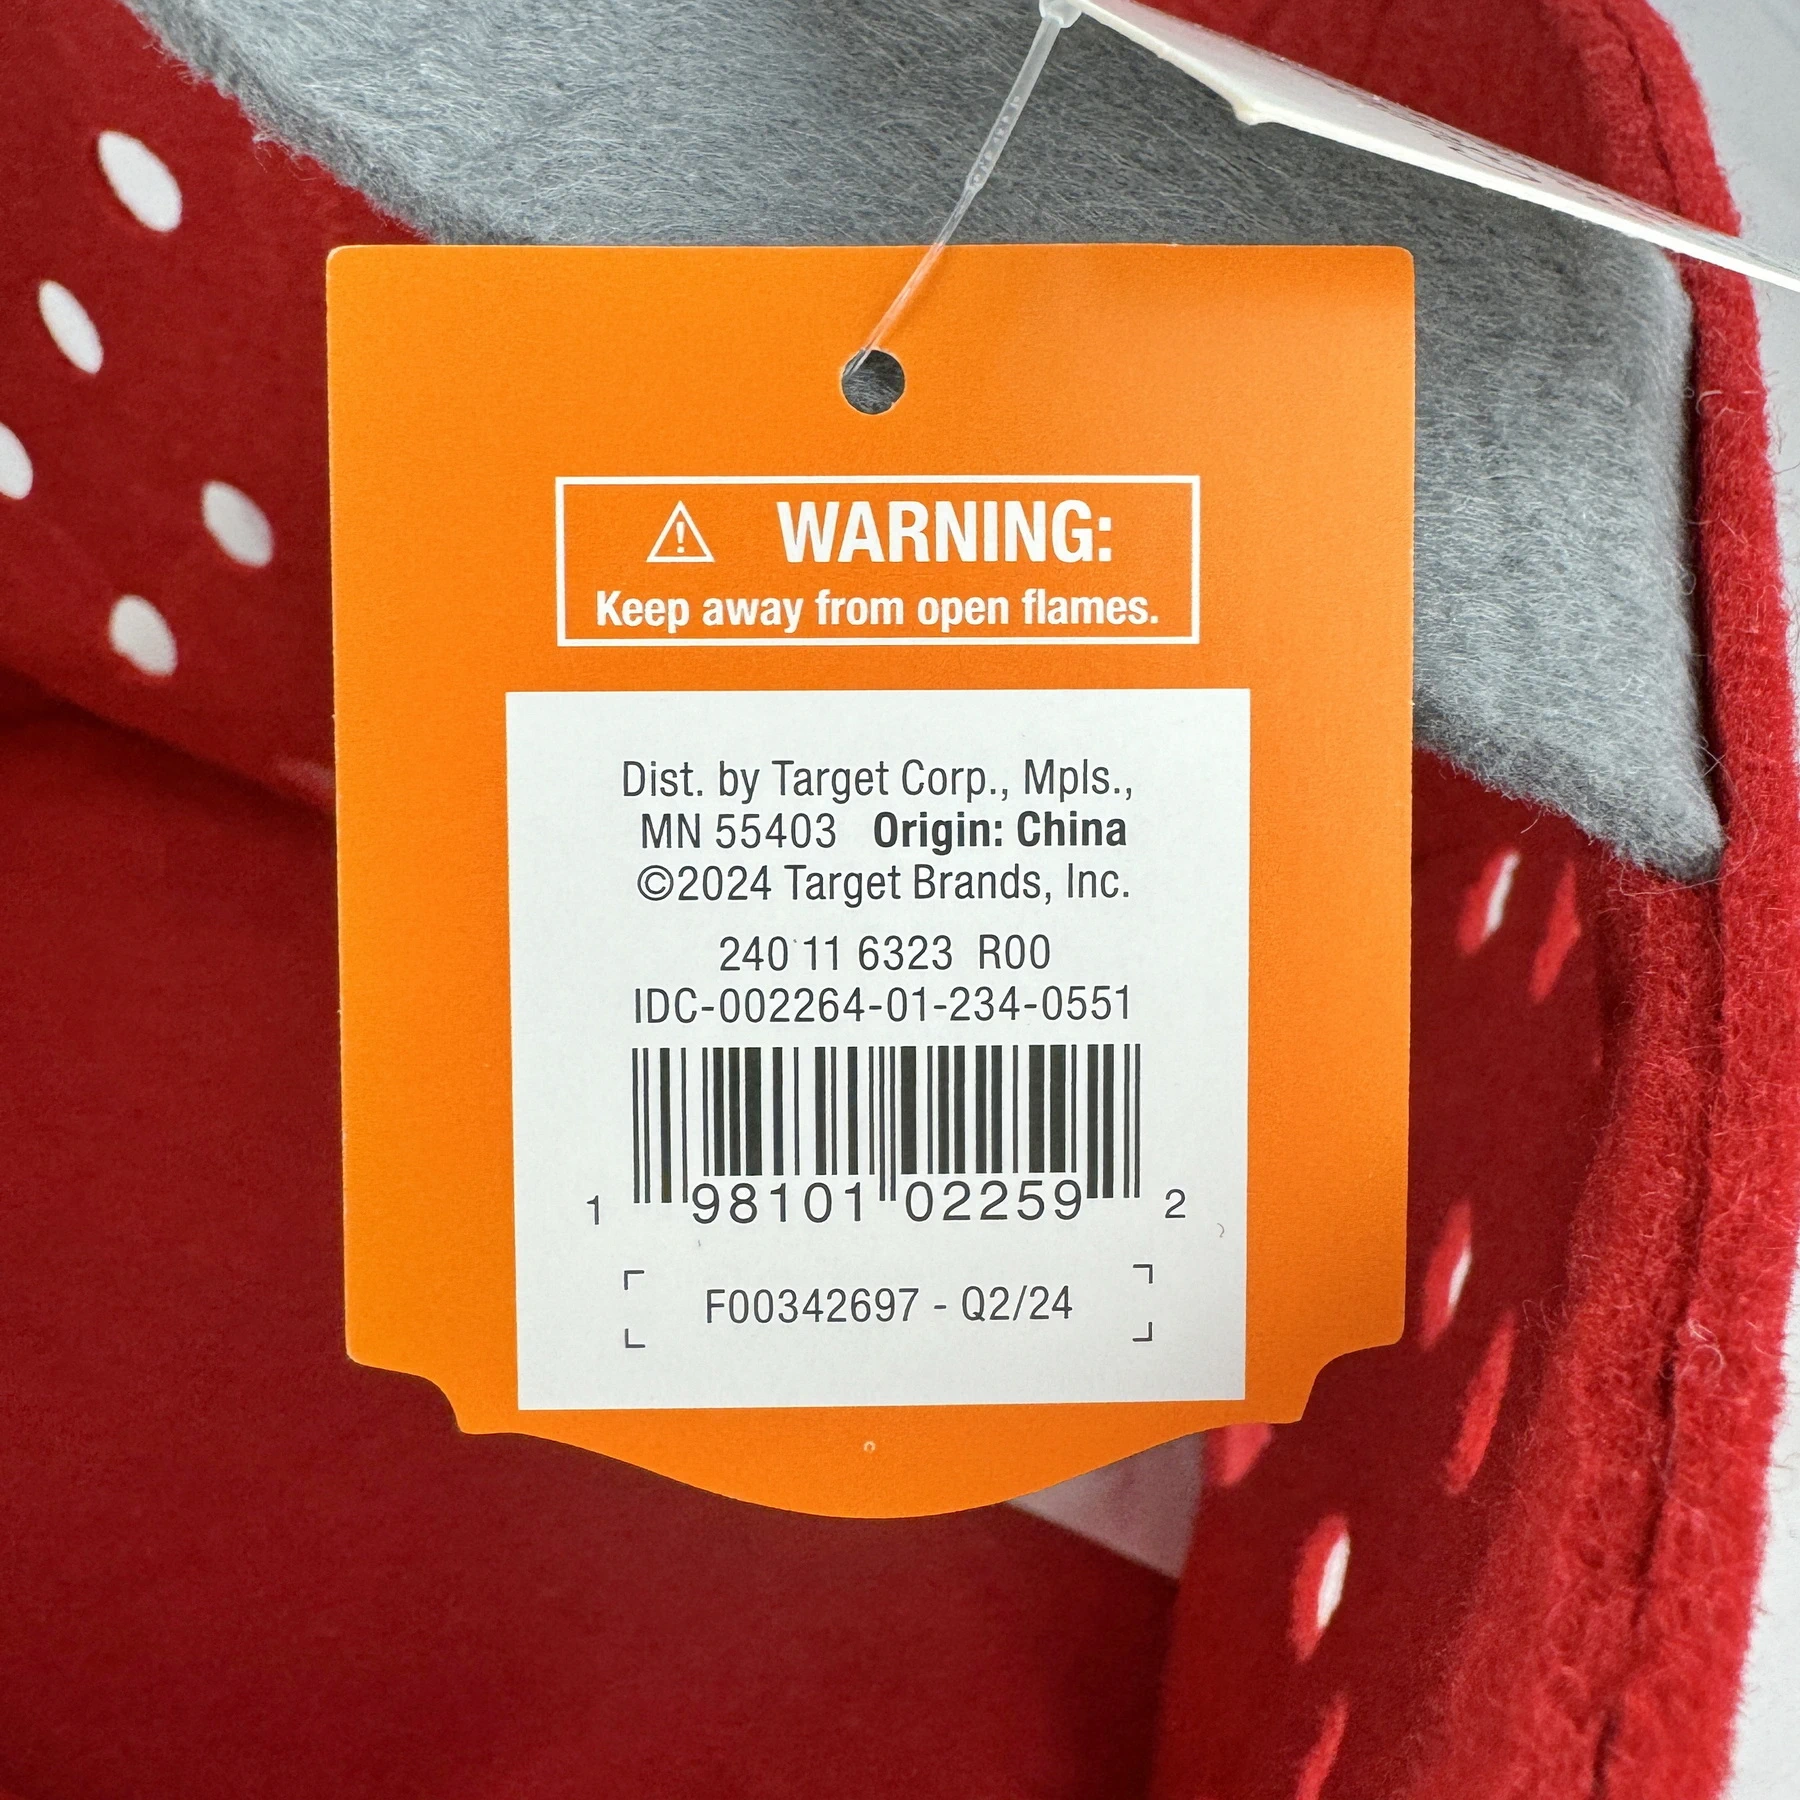 WARNING:
Keep away from open flames.
Dist. by Target Corp., Mpls.,
MN 55403 Origin: China
©2024 Target Brands, Inc.
240 11 6323 R00
IDC-002264-01-234-0551
1 98101 02259 2
F00342697 - Q2/24